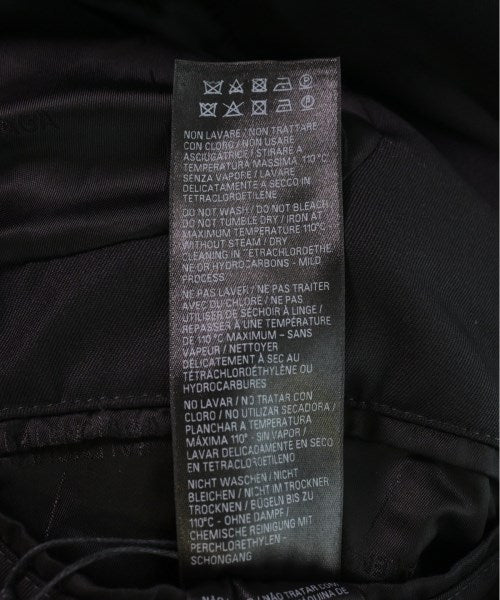 NON LAVARE / NON TRATTARE
CON CLORO / NON USARE
ASCIUGATRICE / STIRARE A
TEMPERATURA MASSIMA 110°C
SENZA VAPORE / LAVARE
DELICATAMENTE A SECCO IN
TETRACLOROETILENE
DO NOT WASH / DO NOT BLEACH /
DO NOT TUMBLE DRY / IRON AT
MAXIMUM TEMPERATURE 110°C -
WITHOUT STEAM / DRY
CLEANING IN TETRACHLOROETHE
NE OR HYDROCARBONS - MILD
PROCESS
NE PAS LAVER / NE PAS TRAITER
AVEC DU CHLORE / NE PAS
UTILISER DE SÉCHOIR À LINGE /
REPASSER À UNE TEMPÉRATURE
DE 110°C MAXIMUM – SANS
VAPEUR / NETTOYER
DÉLICATEMENT À SEC AU
TÉTRACHLOROÉTHYLÈNE OU
HYDROCARBURES
NO LAVAR / NO TRATAR CON
CLORO / NO UTILIZAR SECADORA /
PLANCHAR A TEMPERATURA
MÁXIMA 110° - SIN VAPOR /
LAVAR DELICADAMENTE EN SECO
EN TETRACLOROETILENO
NICHT WASCHEN / NICHT
BLEICHEN / NICHT IM TROCKNER
TROCKNEN / BÜGELN BIS ZU
110°C - OHNE DAMPF /
CHEMISCHE REINIGUNG MIT
PERCHLORETHYLEN -
SCHONGANG
NÃO TRATAR COM